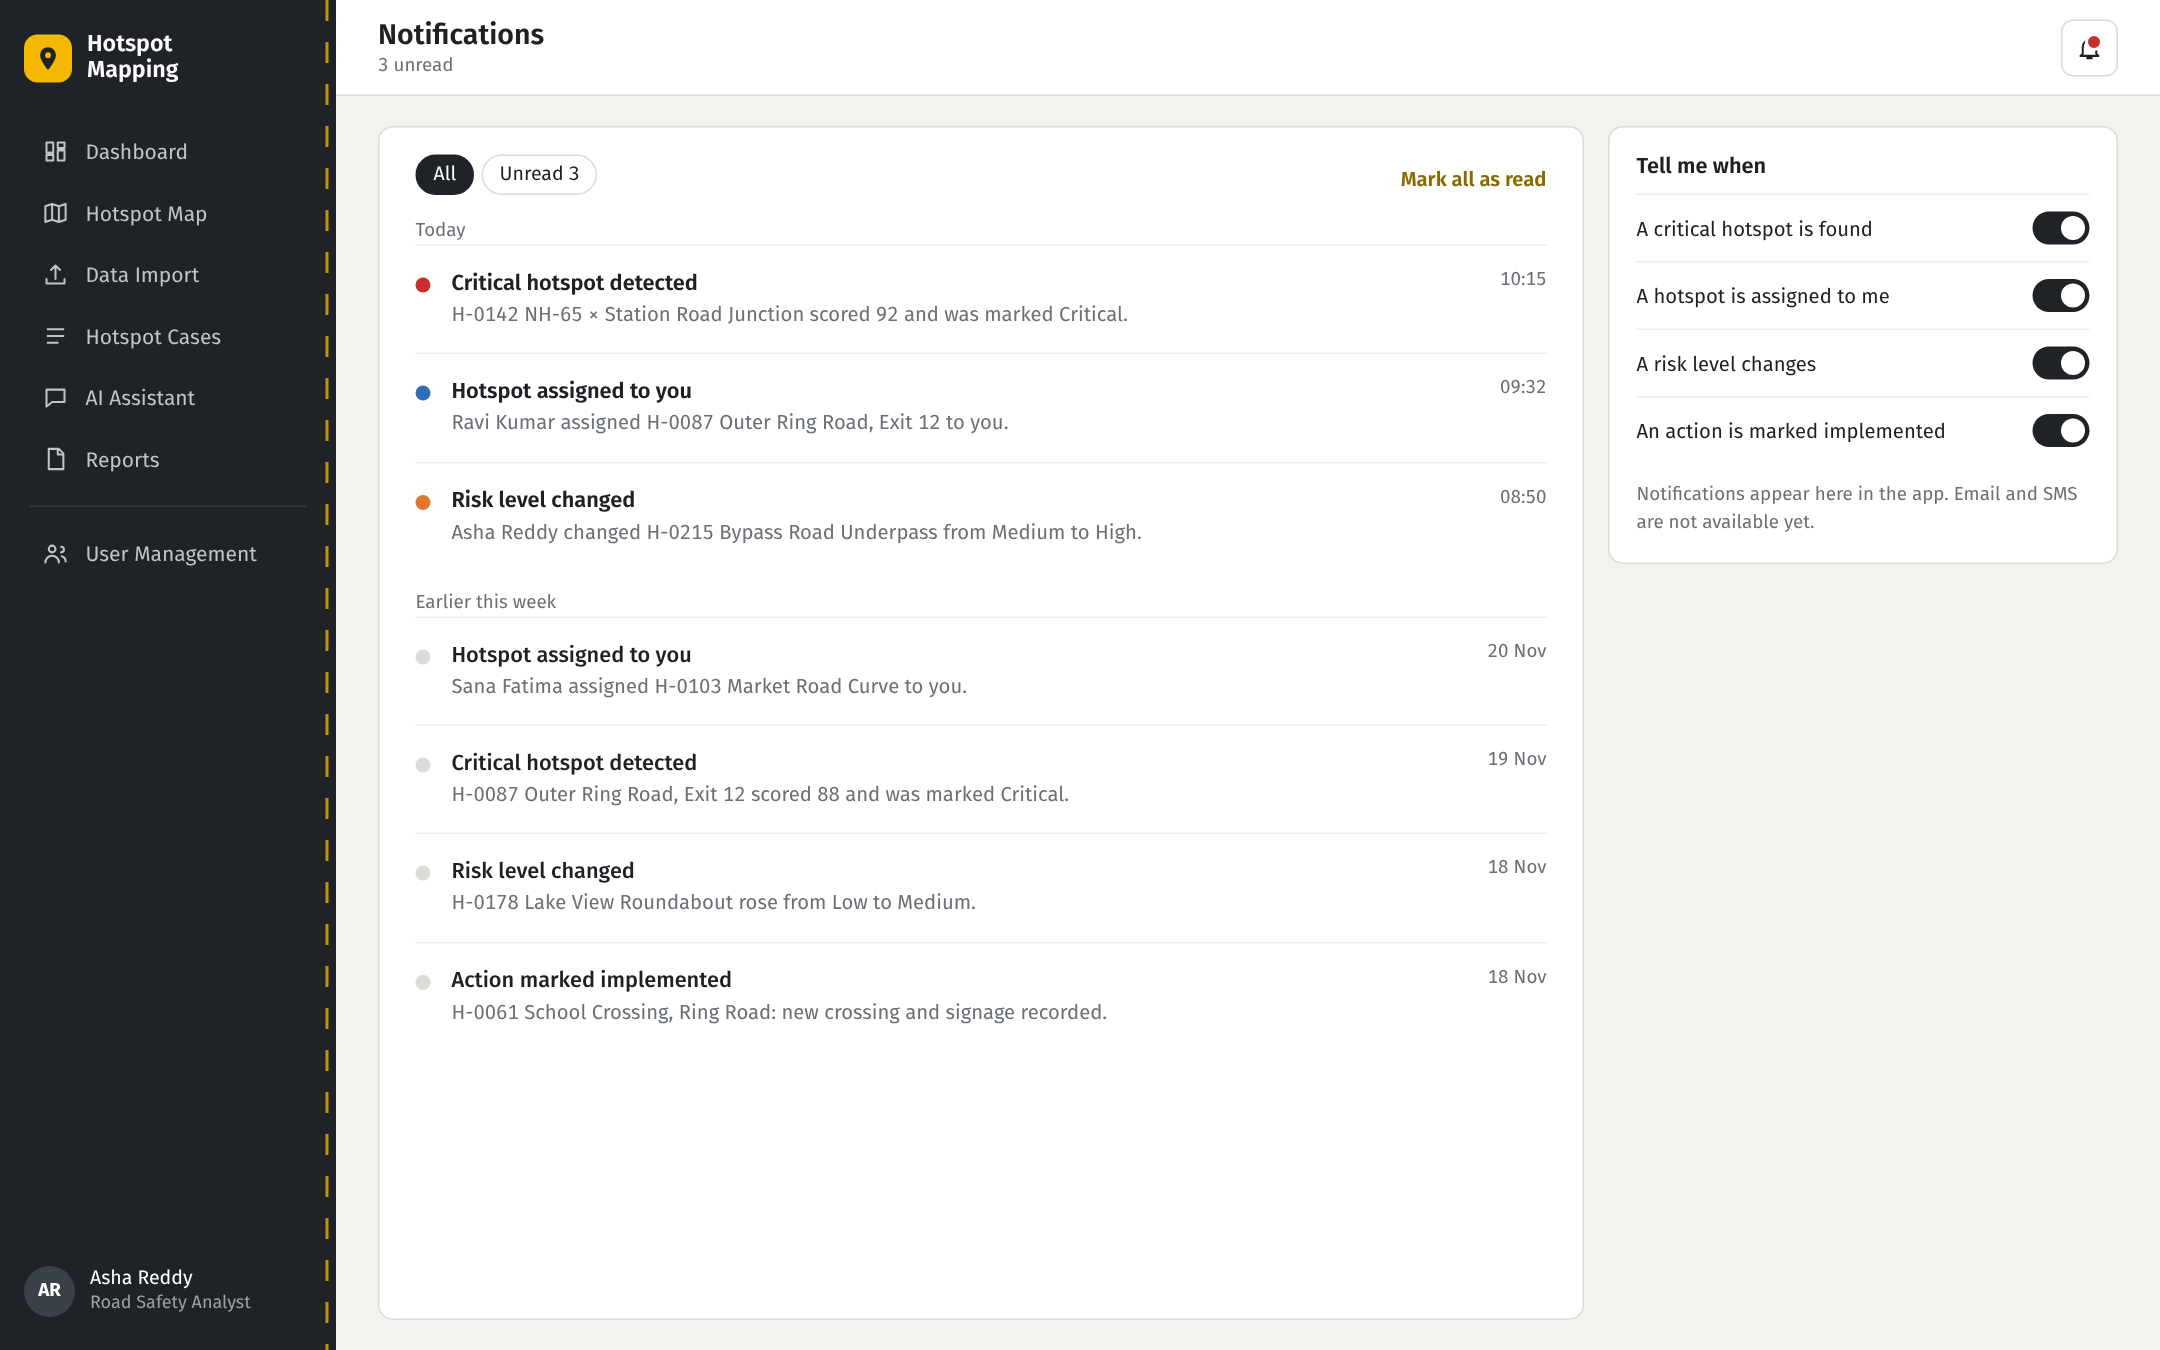 Hotspot
Mapping
Dashboard
Hotspot Map
Data Import
Hotspot Cases
AI Assistant
Reports
User Management
AR
Asha Reddy
Road Safety Analyst
Notifications
3 unread
All
Unread 3
Mark all as read
Today
Critical hotspot detected
10:15
H-0142 NH-65 × Station Road Junction scored 92 and was marked Critical.
Hotspot assigned to you
09:32
Ravi Kumar assigned H-0087 Outer Ring Road, Exit 12 to you.
Risk level changed
08:50
Asha Reddy changed H-0215 Bypass Road Underpass from Medium to High.
Earlier this week
Hotspot assigned to you
20 Nov
Sana Fatima assigned H-0103 Market Road Curve to you.
Critical hotspot detected
19 Nov
H-0087 Outer Ring Road, Exit 12 scored 88 and was marked Critical.
Risk level changed
18 Nov
H-0178 Lake View Roundabout rose from Low to Medium.
Action marked implemented
18 Nov
H-0061 School Crossing, Ring Road: new crossing and signage recorded.
Tell me when
A critical hotspot is found
A hotspot is assigned to me
A risk level changes
An action is marked implemented
Notifications appear here in the app. Email and SMS
are not available yet.